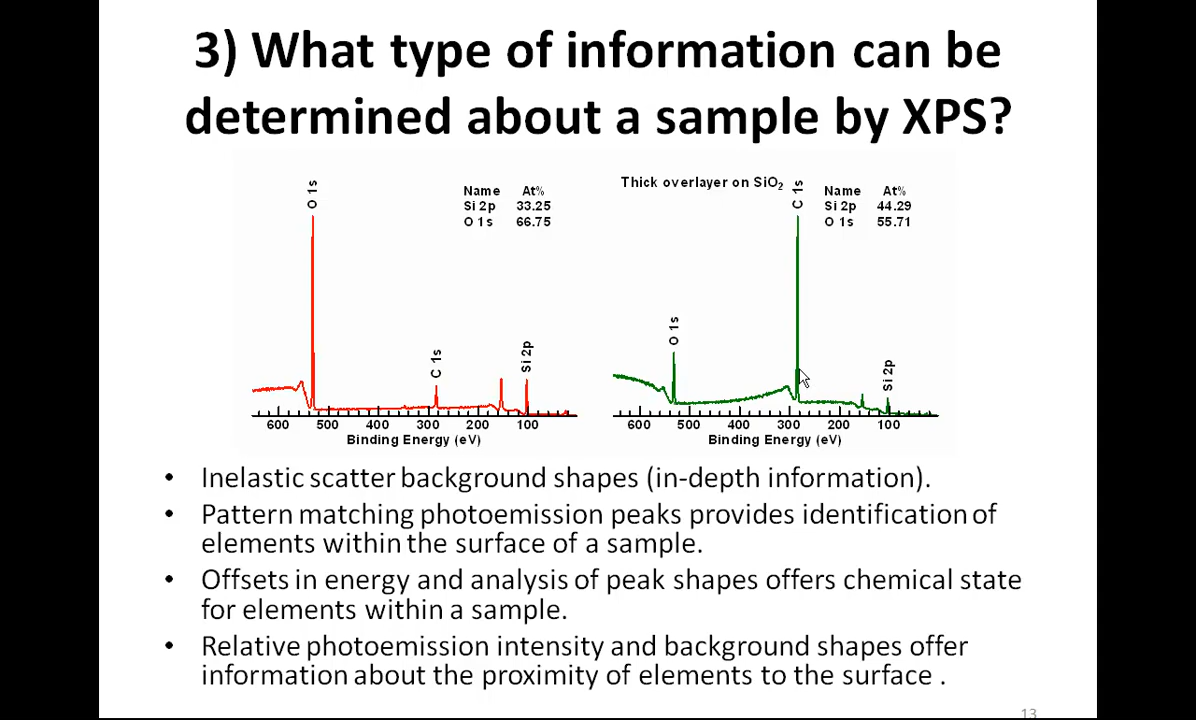 3) What type of information can be
determined about a sample by XPS?
O 1s
C 1s
Si 2p
Name At%
Si 2p 33.25
O 1s 66.75
600 500 400 300 200 100
Binding Energy (eV)
Thick overlayer on SiO2
O 1s
C 1s
Si 2p
Name At%
Si 2p 44.29
O 1s 55.71
600 500 400 300 200 100
Binding Energy (eV)
• Inelastic scatter background shapes (in-depth information).
• Pattern matching photoemission peaks provides identification of
elements within the surface of a sample.
• Offsets in energy and analysis of peak shapes offers chemical state
for elements within a sample.
• Relative photoemission intensity and background shapes offer
information about the proximity of elements to the surface .
13